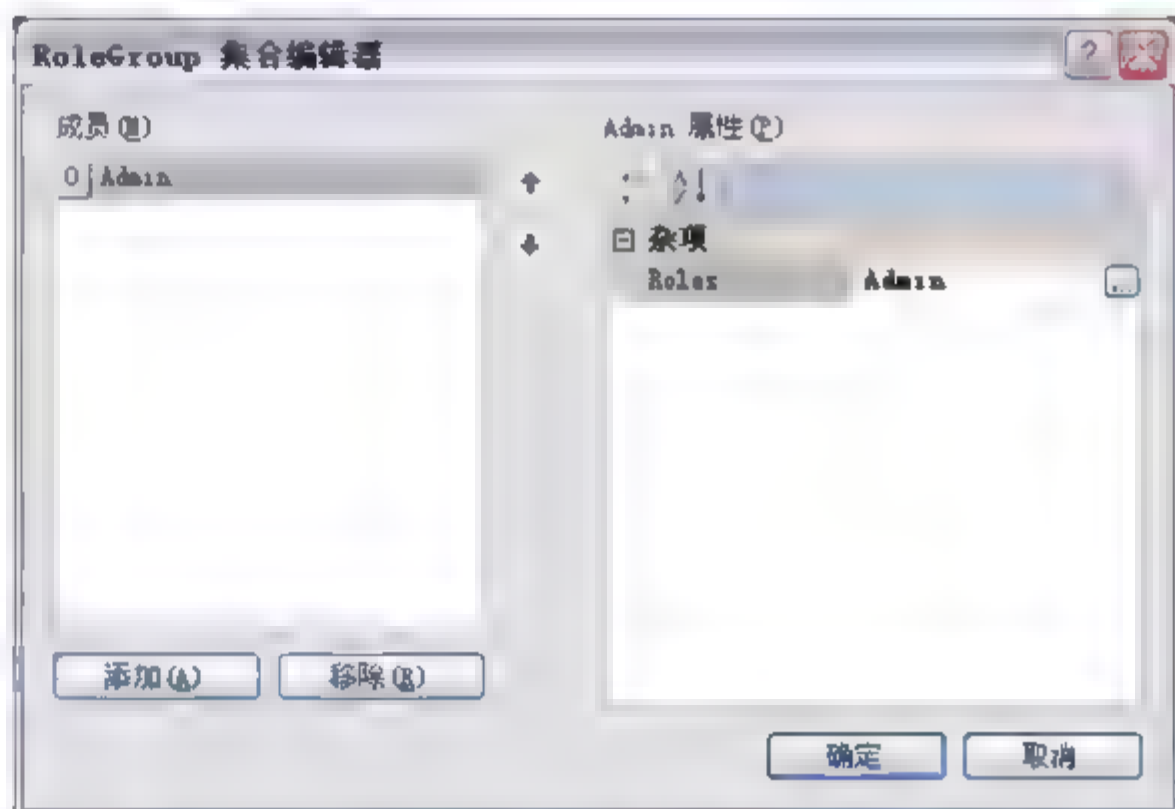 RoleGroup 集合编辑器
成员(M)
0 Admin
添加(A) 移除(R)
Admin 属性(P)
杂项
Roles Admin
确定 取消